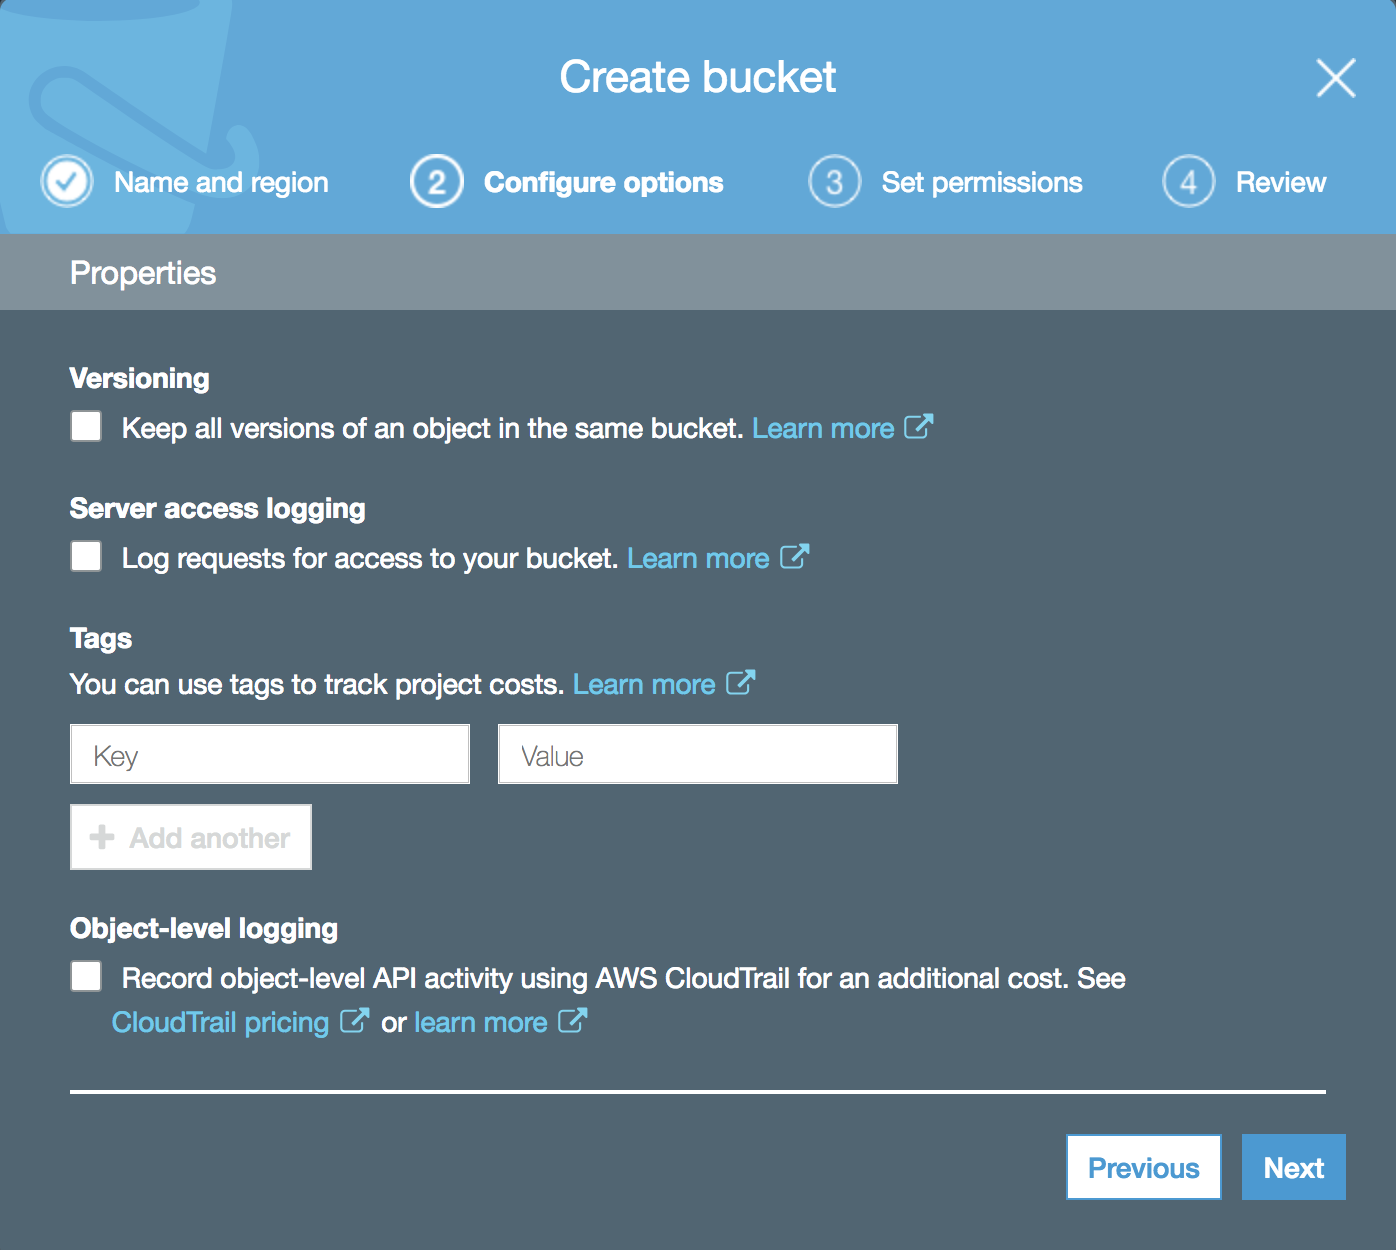 Create bucket
Name and region
2 Configure options
3 Set permissions
4 Review
Properties
Versioning
Keep all versions of an object in the same bucket. Learn more
Server access logging
Log requests for access to your bucket. Learn more
Tags
You can use tags to track project costs. Learn more
Key
Value
Add another
Object-level logging
Record object-level API activity using AWS CloudTrail for an additional cost. See
CloudTrail pricing or learn more
Previous
Next